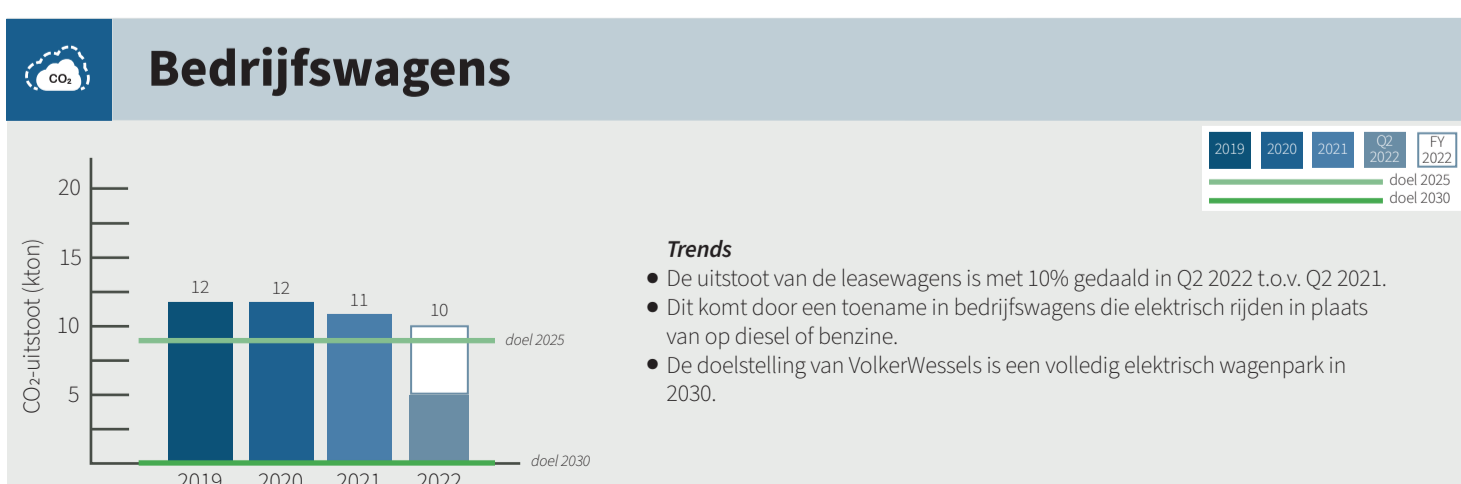 CO₂
Bedrijfswagens
2019
2020
2021
Q2
2022
FY
2022
doel 2025
doel 2030
CO₂-uitstoot (kton)
20
15
10
5
12
12
11
10
doel 2025
doel 2030
2019
2020
2021
2022
Trends
● De uitstoot van de leasewagens is met 10% gedaald in Q2 2022 t.o.v. Q2 2021.
● Dit komt door een toename in bedrijfswagens die elektrisch rijden in plaats
van op diesel of benzine.
● De doelstelling van VolkerWessels is een volledig elektrisch wagenpark in
2030.